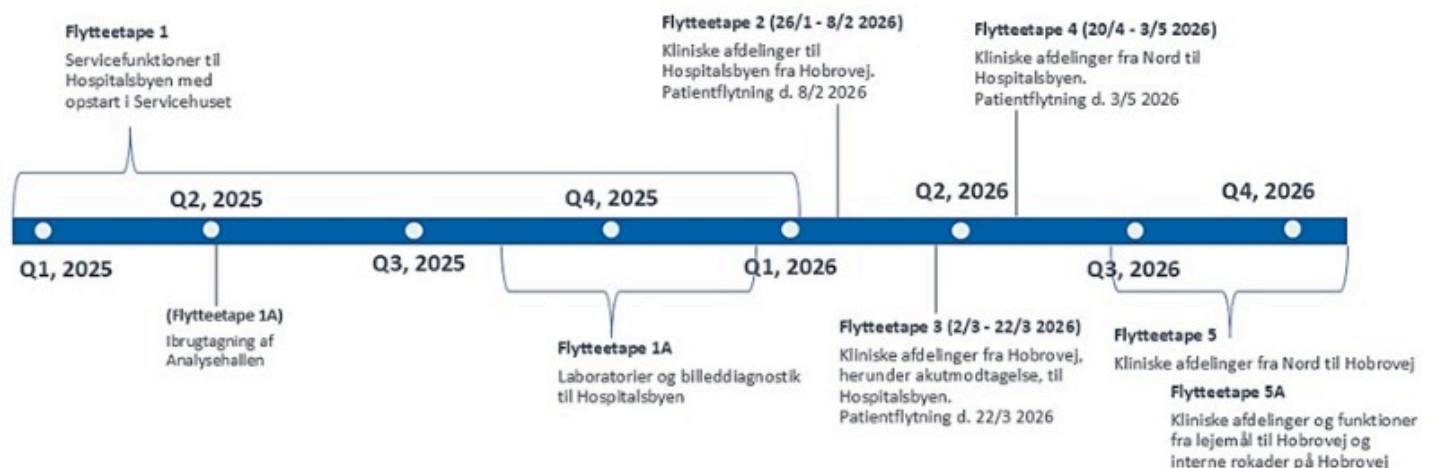 Flytteetape 1
Servicefunktioner til
Hospitalsbyen med
opstart i Servicehuset
Flytteetape 2 (26/1 - 8/2 2026)
Kliniske afdelinger til
Hospitalsbyen fra Hobrovej.
Patientflytning d. 8/2 2026
Flytteetape 4 (20/4 - 3/5 2026)
Kliniske afdelinger fra Nord til
Hospitalsbyen.
Patientflytning d. 3/5 2026
Q1, 2025
Q2, 2025
Q3, 2025
Q4, 2025
Q1, 2026
Q2, 2026
Q3, 2026
Q4, 2026
(Flytteetape 1A)
Ibrugtagning af
Analysehallen
Flytteetape 1A
Laboratorier og billeddiagnostik
til Hospitalsbyen
Flytteetape 3 (2/3 - 22/3 2026)
Kliniske afdelinger fra Hobrovej,
herunder akutmodtagelse, til
Hospitalsbyen.
Patientflytning d. 22/3 2026
Flytteetape 5
Kliniske afdelinger fra Nord til Hobrovej
Flytteetape 5A
Kliniske afdelinger og funktioner
fra lejemål til Hobrovej og
interne rokader på Hobrovej